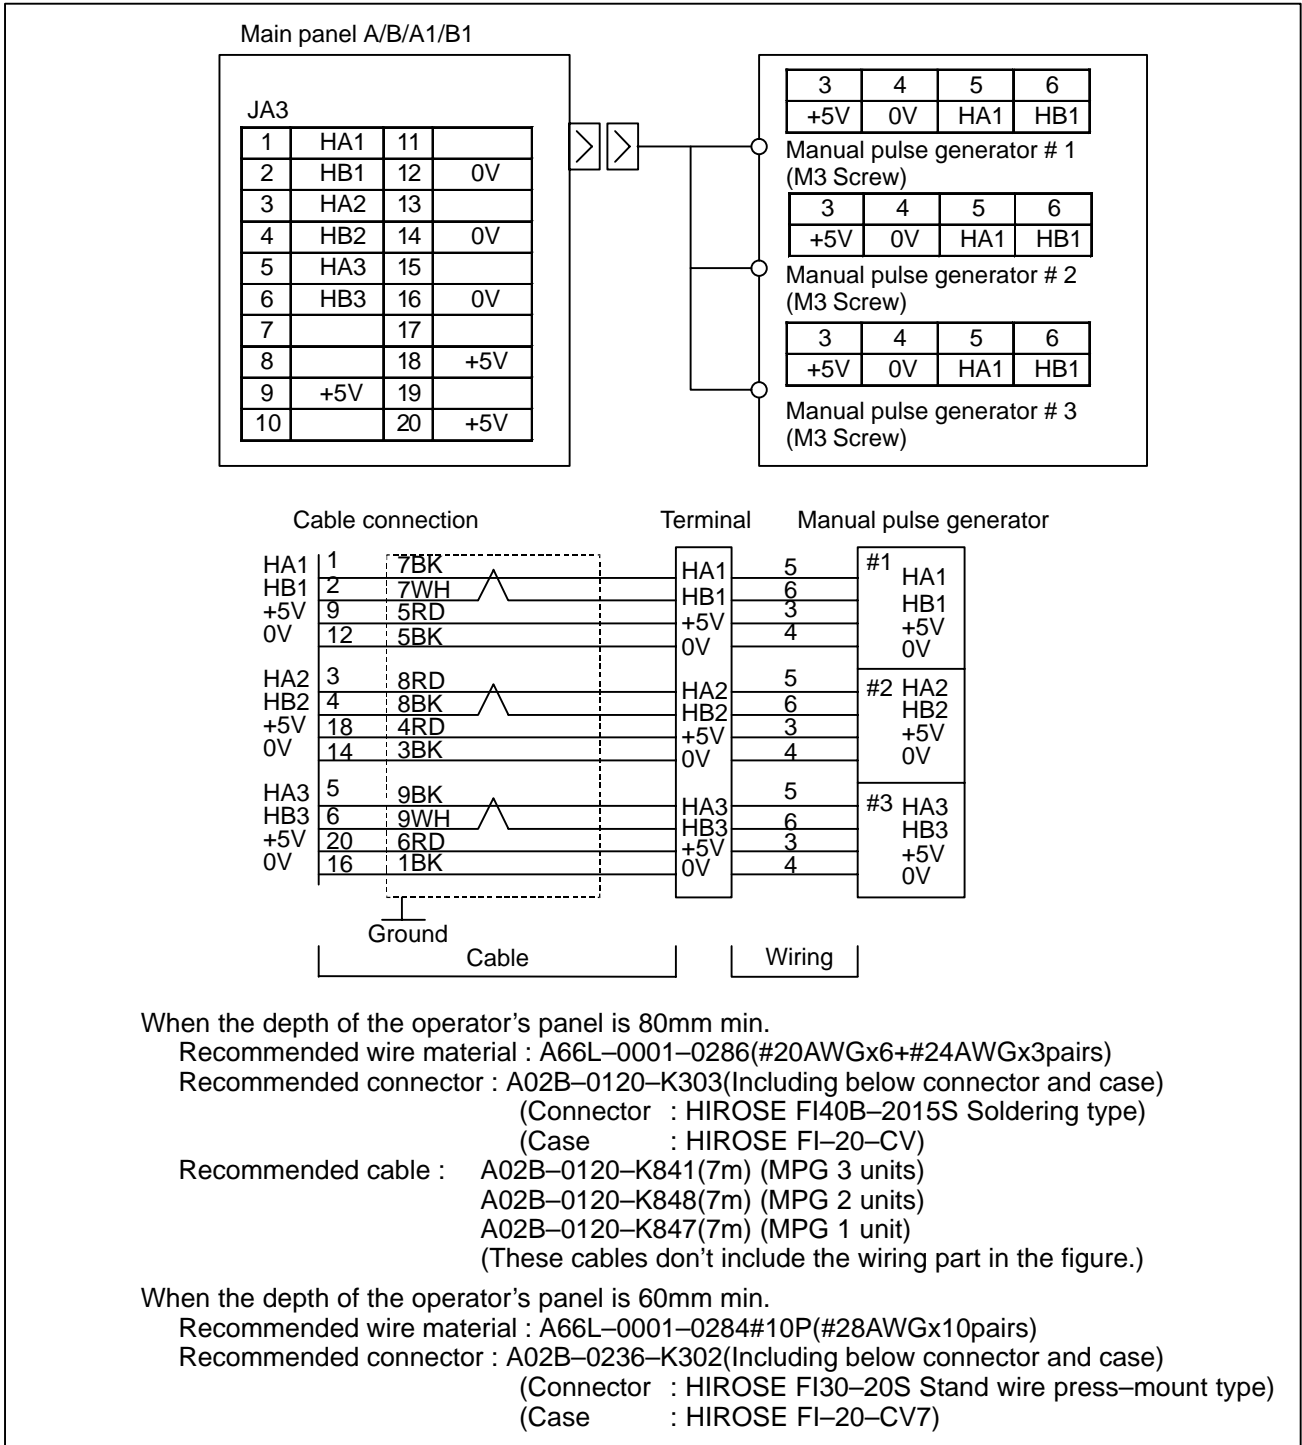 Main panel A/B/A1/B1
JA3
1 HA1 11
2 HB1 12 0V
3 HA2 13
4 HB2 14 0V
5 HA3 15
6 HB3 16 0V
7 17
8 18 +5V
9 +5V 19
10 20 +5V
3 4 5 6
+5V 0V HA1 HB1
Manual pulse generator # 1
(M3 Screw)
3 4 5 6
+5V 0V HA1 HB1
Manual pulse generator # 2
(M3 Screw)
3 4 5 6
+5V 0V HA1 HB1
Manual pulse generator # 3
(M3 Screw)
Cable connection Terminal Manual pulse generator
HA1 1 7BK HA1 5 #1 HA1
HB1 2 7WH HB1 6 HB1
+5V 9 5RD +5V 3 +5V
0V 12 5BK 0V 4 0V
HA2 3 8RD HA2 5 #2 HA2
HB2 4 8BK HB2 6 HB2
+5V 18 4RD +5V 3 +5V
0V 14 3BK 0V 4 0V
HA3 5 9BK HA3 5 #3 HA3
HB3 6 9WH HB3 6 HB3
+5V 20 6RD +5V 3 +5V
0V 16 1BK 0V 4 0V
Ground
Cable Wiring
When the depth of the operator’s panel is 80mm min.
Recommended wire material : A66L–0001–0286(#20AWGx6+#24AWGx3pairs)
Recommended connector : A02B–0120–K303(Including below connector and case)
(Connector : HIROSE FI40B–2015S Soldering type)
(Case : HIROSE FI–20–CV)
Recommended cable : A02B–0120–K841(7m) (MPG 3 units)
A02B–0120–K848(7m) (MPG 2 units)
A02B–0120–K847(7m) (MPG 1 unit)
(These cables don’t include the wiring part in the figure.)
When the depth of the operator’s panel is 60mm min.
Recommended wire material : A66L–0001–0284#10P(#28AWGx10pairs)
Recommended connector : A02B–0236–K302(Including below connector and case)
(Connector : HIROSE FI30–20S Stand wire press–mount type)
(Case : HIROSE FI–20–CV7)